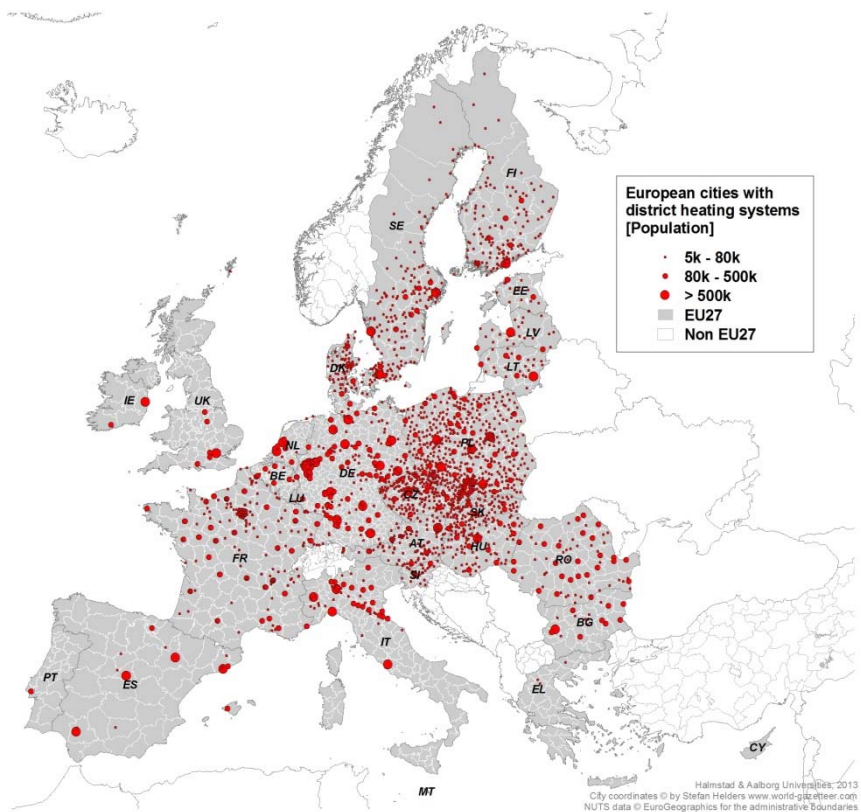 European cities with
district heating systems
[Population]
5k - 80k
80k - 500k
> 500k
EU27
Non EU27
FI
SE
EE
LV
LT
DK
IE
UK
NL
PL
BE
DE
LU
CZ
SK
AT
HU
FR
SI
RO
BG
IT
PT
ES
EL
CY
MT
Halmstad & Aalborg Universities, 2013
City coordinates © by Stefan Helders www.world-gazetteer.com
NUTS data © EuroGeographics for the administrative boundaries